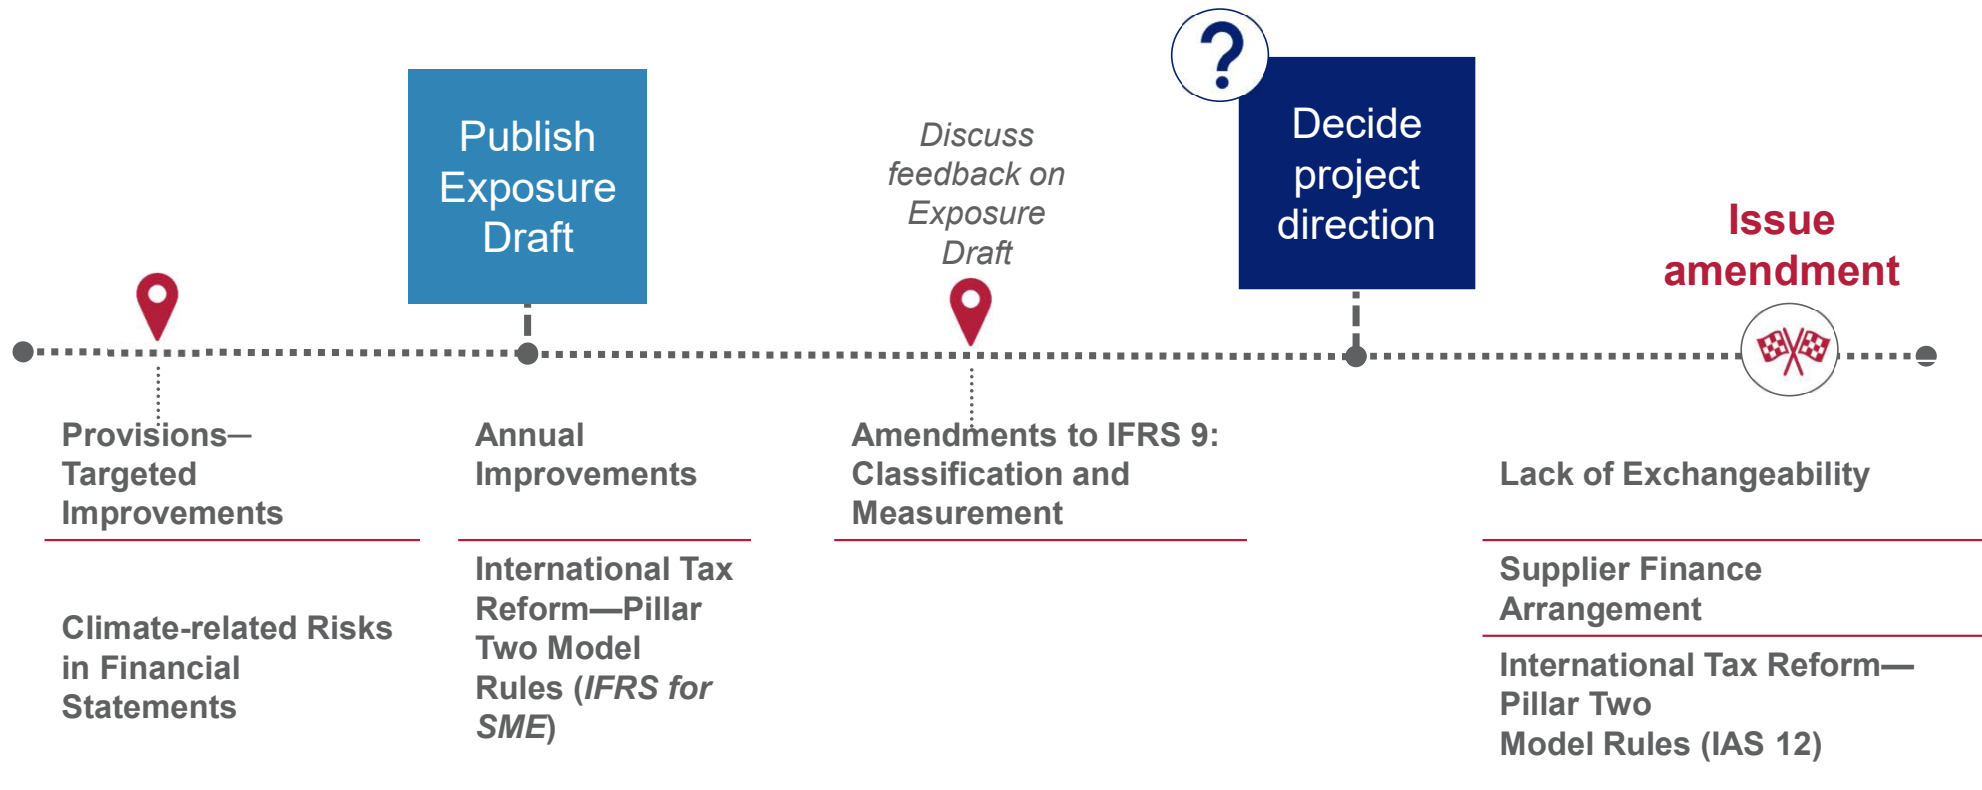 Publish
Exposure
Draft
Discuss
feedback on
Exposure
Draft
?
Decide
project
direction
Issue
amendment
Provisions—
Targeted
Improvements
Climate-related Risks
in Financial
Statements
Annual
Improvements
International Tax
Reform—Pillar
Two Model
Rules (IFRS for
SME)
Amendments to IFRS 9:
Classification and
Measurement
Lack of Exchangeability
Supplier Finance
Arrangement
International Tax Reform—
Pillar Two
Model Rules (IAS 12)